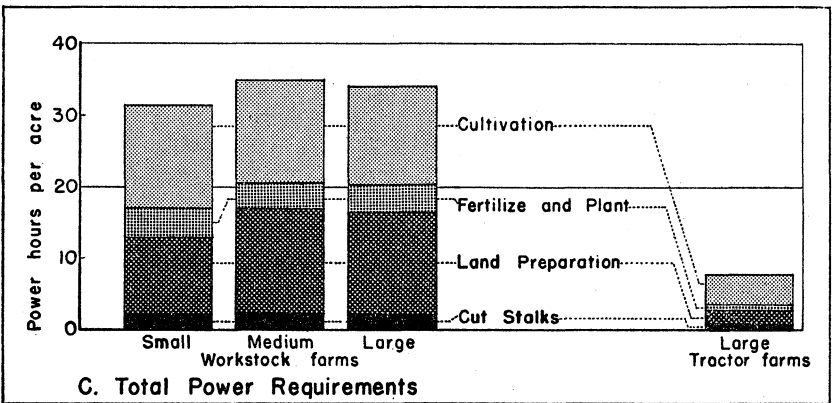 Power hours per acre
40
30
20
10
0
Cultivation
Fertilize and Plant
Land Preparation
Cut Stalks
Small Medium Large Large
Workstock farms Tractor farms
C. Total Power Requirements